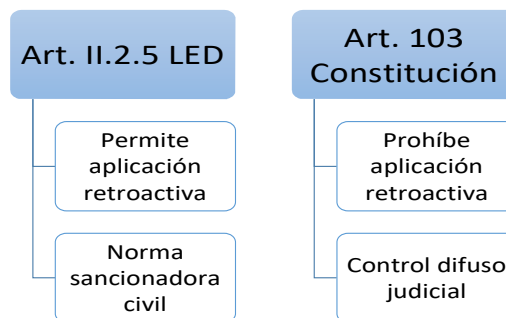 Art. II.2.5 LED
Permite
aplicación
retroactiva
Norma
sancionadora
civil
Art. 103
Constitución
Prohíbe
aplicación
retroactiva
Control difuso
judicial